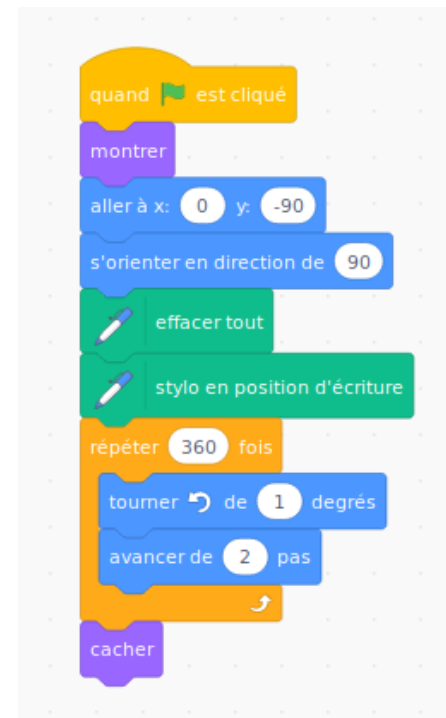 quand est cliqué
montrer
aller à x: 0 y: -90
s'orienter en direction de 90
effacer tout
stylo en position d'écriture
répéter 360 fois
tourner de 1 degrés
avancer de 2 pas
cacher